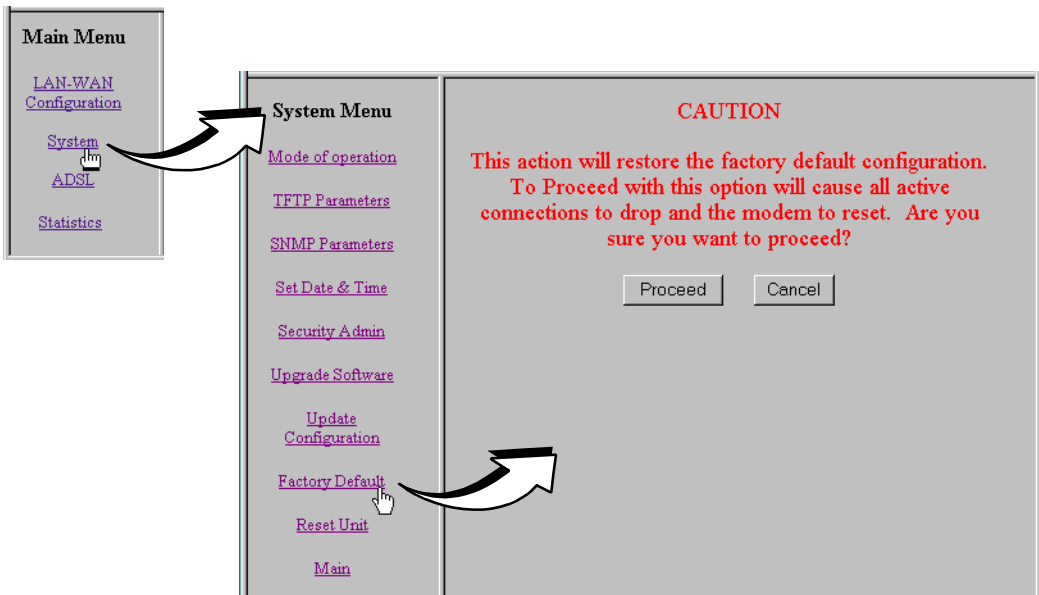 Main Menu
LAN-WAN
Configuration
System
ADSL
Statistics
System Menu
Mode of operation
TFTP Parameters
SNMP Parameters
Set Date & Time
Security Admin
Upgrade Software
Update
Configuration
Factory Default
Reset Unit
Main
CAUTION
This action will restore the factory default configuration.
To Proceed with this option will cause all active
connections to drop and the modem to reset.  Are you
sure you want to proceed?
Proceed
Cancel